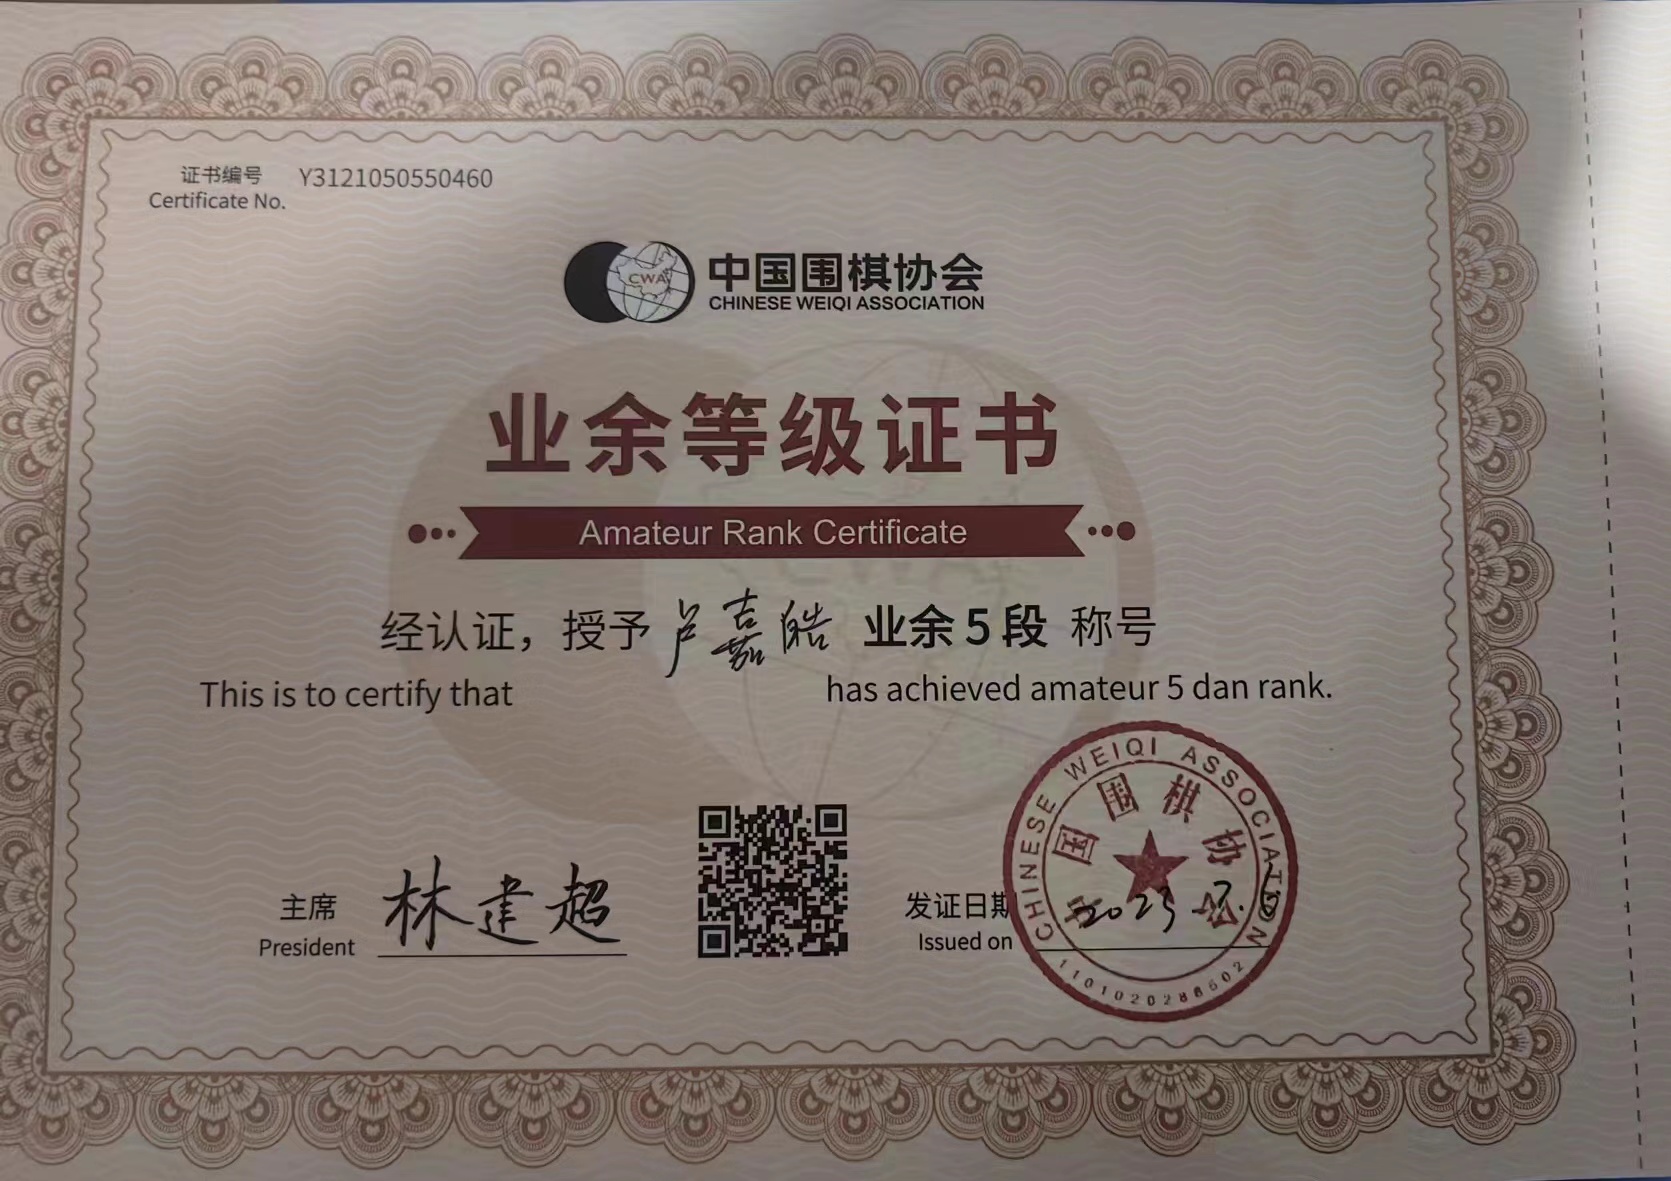 证书编号 Y3121050550460
Certificate No.
CWA
中国围棋协会
CHINESE WEIQI ASSOCIATION
业余等级证书
Amateur Rank Certificate
经认证，授予 卢嘉皓 业余 5 段 称号
This is to certify that has achieved amateur 5 dan rank.
主席 林建超
President
发证日期 2023.7.
Issued on
CHINESE WEIQI ASSOCIATION
中国围棋协会